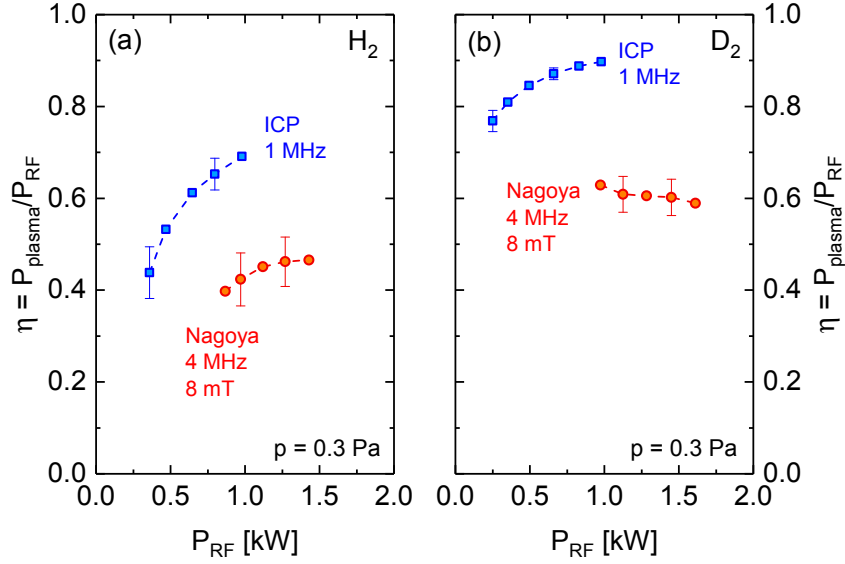 (a)
H2
ICP
1 MHz
Nagoya
4 MHz
8 mT
p = 0.3 Pa
η = Pplasma/PRF
1.0
0.8
0.6
0.4
0.2
0.0
0.0 0.5 1.0 1.5 2.0
PRF [kW]
(b)
D2
ICP
1 MHz
Nagoya
4 MHz
8 mT
p = 0.3 Pa
1.0
0.8
0.6
0.4
0.2
0.0
η = Pplasma/PRF
0.0 0.5 1.0 1.5 2.0
PRF [kW]